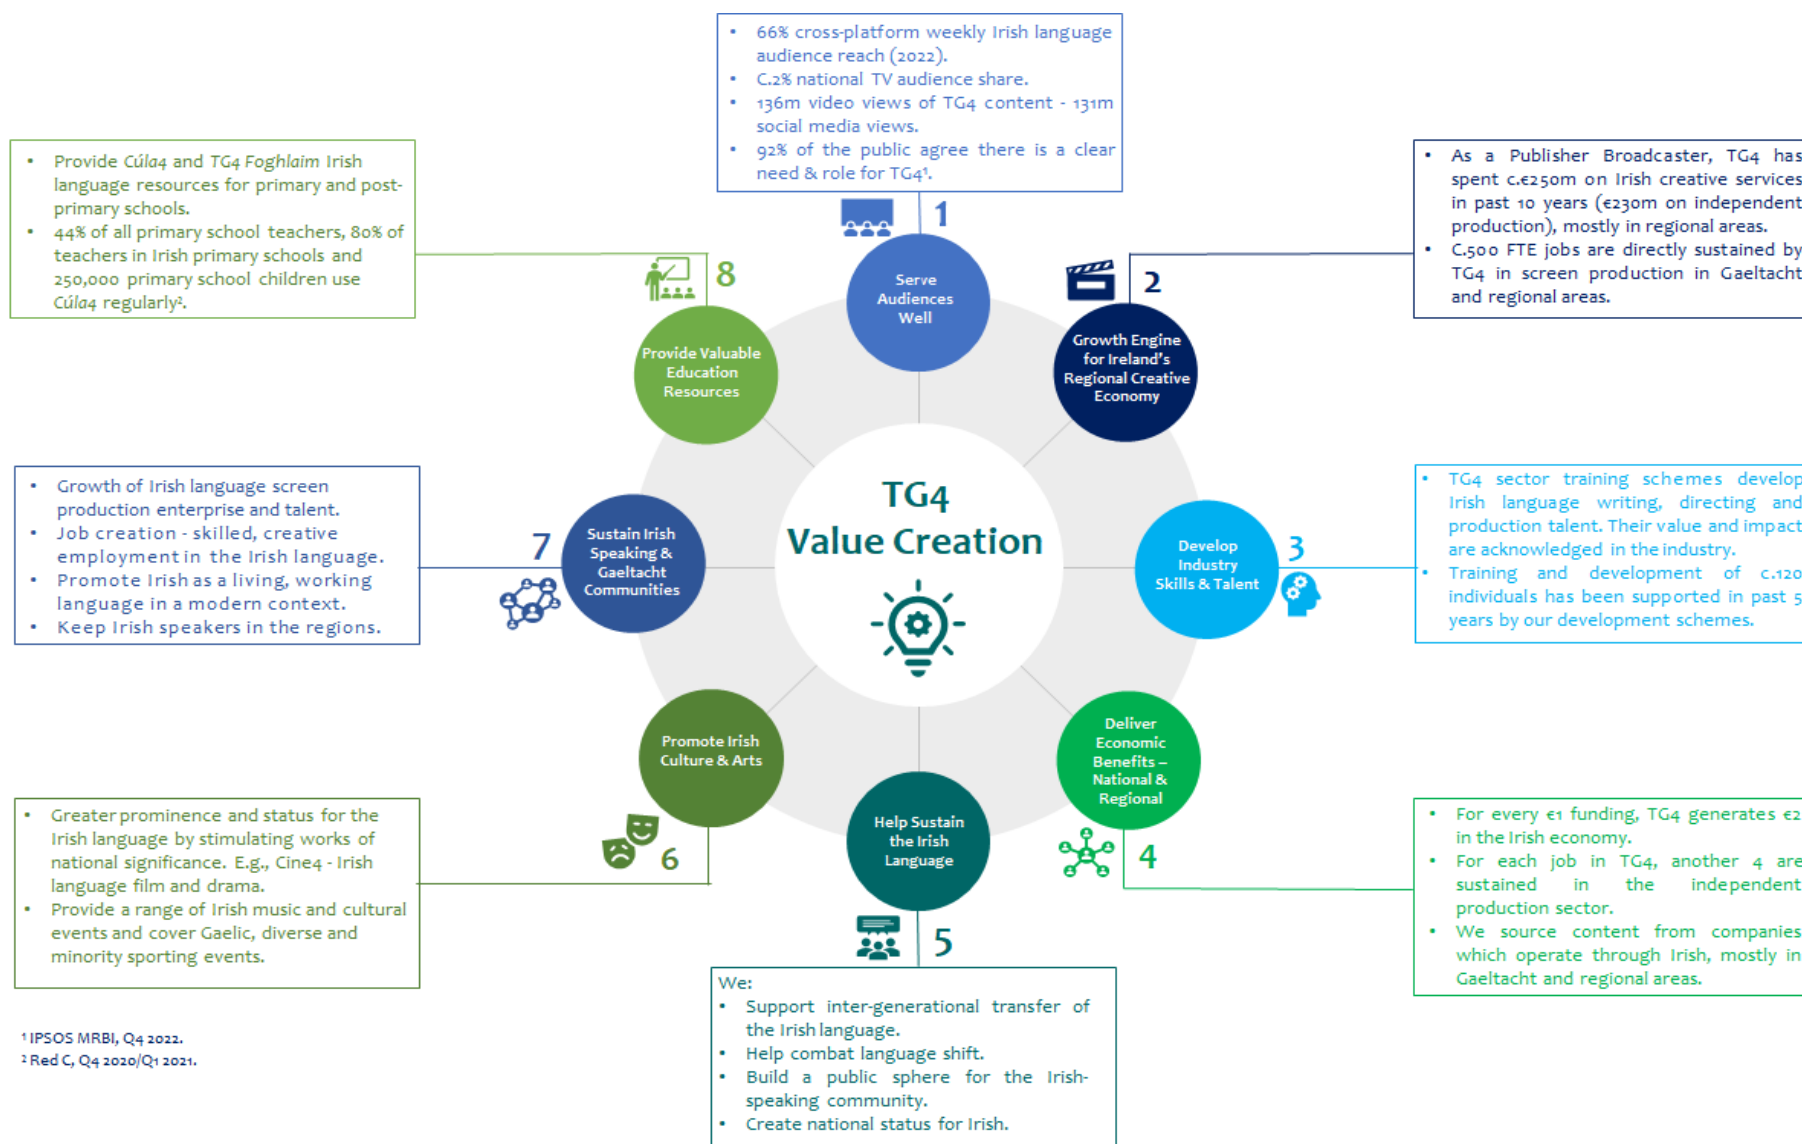 • 66% cross-platform weekly Irish language
audience reach (2022).
• C.2% national TV audience share.
• 136m video views of TG4 content - 131m
social media views.
• 92% of the public agree there is a clear
need & role for TG4¹.
1
Serve
Audiences
Well
• As a Publisher Broadcaster, TG4 has
spent c.€250m on Irish creative services
in past 10 years (€230m on independent
production), mostly in regional areas.
• C.500 FTE jobs are directly sustained by
TG4 in screen production in Gaeltacht
and regional areas.
2
Growth Engine
for Ireland's
Regional Creative
Economy
• TG4 sector training schemes develop
Irish language writing, directing and
production talent. Their value and impact
are acknowledged in the industry.
• Training and development of c.120
individuals has been supported in past 5
years by our development schemes.
3
Develop
Industry
Skills & Talent
• For every €1 funding, TG4 generates €2
in the Irish economy.
• For each job in TG4, another 4 are
sustained in the independent
production sector.
• We source content from companies
which operate through Irish, mostly in
Gaeltacht and regional areas.
4
Deliver
Economic
Benefits –
National &
Regional
We:
• Support inter-generational transfer of
the Irish language.
• Help combat language shift.
• Build a public sphere for the Irish-
speaking community.
• Create national status for Irish.
5
Help Sustain
the Irish
Language
• Greater prominence and status for the
Irish language by stimulating works of
national significance. E.g., Cine4 - Irish
language film and drama.
• Provide a range of Irish music and cultural
events and cover Gaelic, diverse and
minority sporting events.
6
Promote Irish
Culture & Arts
• Growth of Irish language screen
production enterprise and talent.
• Job creation - skilled, creative
employment in the Irish language.
• Promote Irish as a living, working
language in a modern context.
• Keep Irish speakers in the regions.
7
Sustain Irish
Speaking &
Gaeltacht
Communities
• Provide Cúla4 and TG4 Foghlaim Irish
language resources for primary and post-
primary schools.
• 44% of all primary school teachers, 80% of
teachers in Irish primary schools and
250,000 primary school children use
Cúla4 regularly².
8
Provide Valuable
Education
Resources
TG4
Value Creation
¹ IPSOS MRBI, Q4 2022.
² Red C, Q4 2020/Q1 2021.